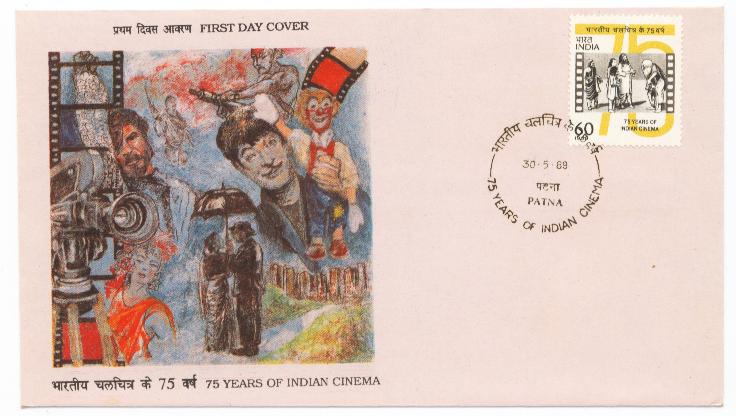 प्रथम दिवस आवरण FIRST DAY COVER
भारतीय चलचित्र के 75 वर्ष
75
भारत
INDIA
75 YEARS OF
INDIAN CINEMA
60
भारतीय चलचित्र के वर्ष
30·5·89
पटना
PATNA
75 YEARS OF INDIAN CINEMA
भारतीय चलचित्र के 75 वर्ष 75 YEARS OF INDIAN CINEMA